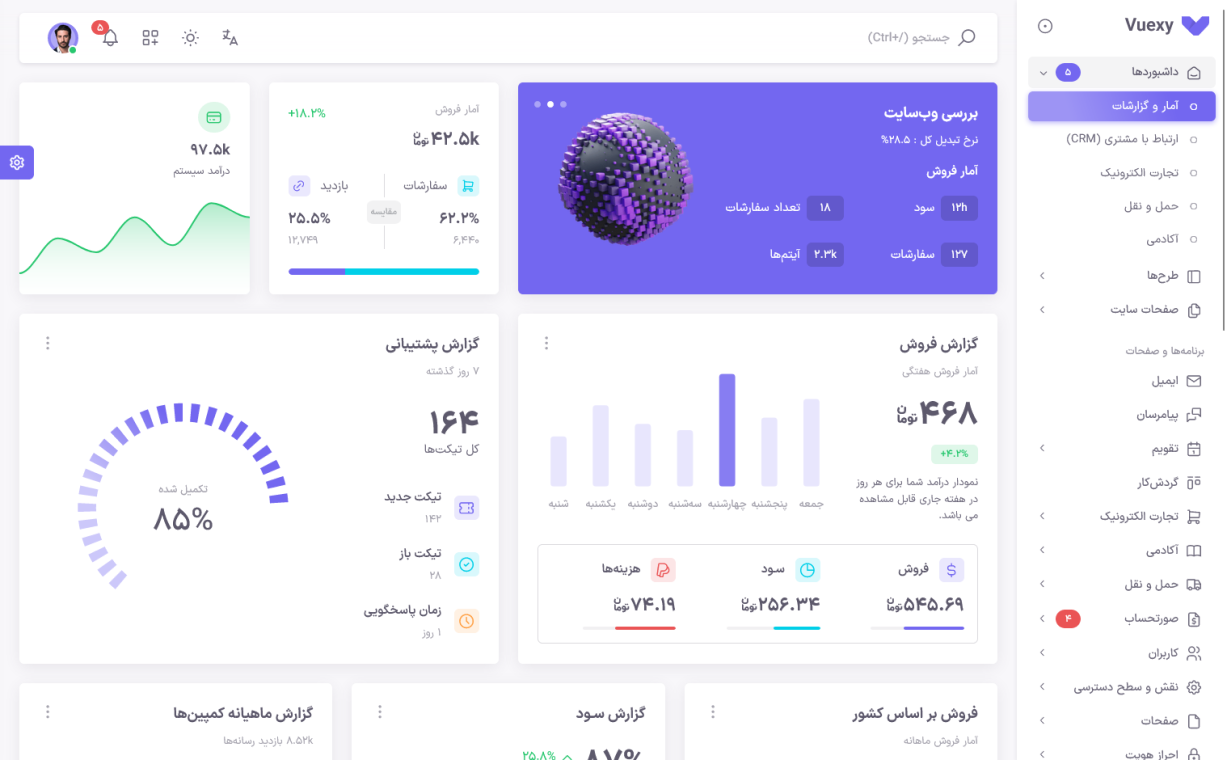 Vuexy
داشبوردها
۵
آمار و گزارشات
ارتباط با مشتری (CRM)
تجارت الکترونیک
حمل و نقل
آکادمی
طرح‌ها
صفحات سایت
برنامه‌ها و صفحات
ایمیل
پیام‌رسان
تقویم
گردش‌کار
تجارت الکترونیک
آکادمی
حمل و نقل
صورتحساب
۴
کاربران
نقش و سطح دسترسی
صفحات
احراز هویت
جستجو (/+Ctrl)
۵
بررسی وب‌سایت
نرخ تبدیل کل : ۲۸.۵%
آمار فروش
۱۲h سود
۱۸ تعداد سفارشات
۱۲۷ سفارشات
۲.۳k آیتم‌ها
آمار فروش
+۱۸.۲%
۴۲.۵k تومان
سفارشات
بازدید
مقایسه
۶۲.۲%
۲۵.۵%
۶,۴۴۰
۱۲,۷۴۹
۹۷.۵k
درآمد سیستم
گزارش فروش
آمار فروش هفتگی
۴۶۸ تومان
+۴.۲%
نمودار درآمد شما برای هر روز
در هفته جاری قابل مشاهده
می باشد.
جمعه پنجشنبه چهارشنبه سه‌شنبه دوشنبه یکشنبه شنبه
فروش
۵۴۵.۶۹ تومان
سود
۲۵۶.۳۴ تومان
هزینه‌ها
۷۴.۱۹ تومان
گزارش پشتیبانی
۷ روز گذشته
۱۶۴
کل تیکت‌ها
تیکت جدید
۱۴۲
تیکت باز
۲۸
زمان پاسخگویی
۱ روز
تکمیل شده
۸۵%
فروش بر اساس کشور
آمار فروش ماهانه
گزارش سود
۸۷%
۲۵.۸%
گزارش ماهیانه کمپین‌ها
۸.۵۲k بازدید رسانه‌ها